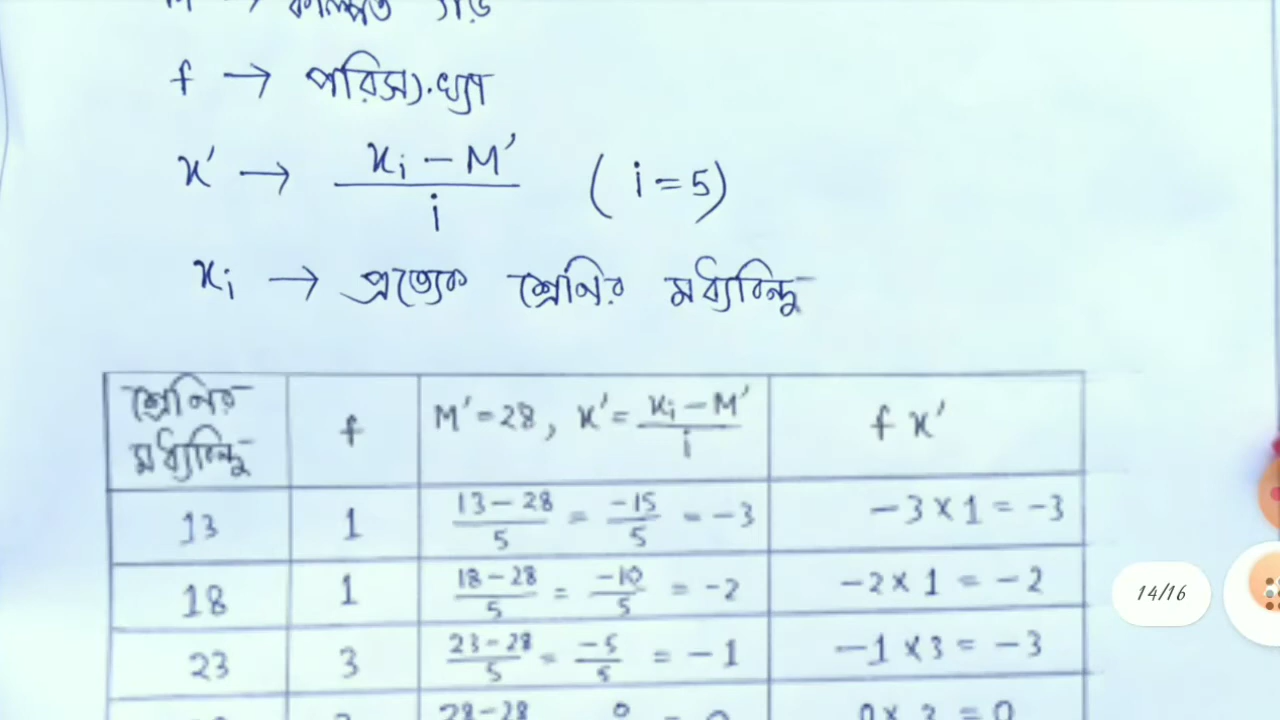 f → পরিসংখ্যা
x' → (xᵢ − M') / i (i = 5)
xᵢ → প্রত্যেক শ্রেনির মধ্যবিন্দু
শ্রেনির মধ্যবিন্দু | f | M' = 28, x' = (xᵢ − M') / i | f x'
13 | 1 | (13 − 28) / 5 = −15 / 5 = −3 | −3 × 1 = −3
18 | 1 | (18 − 28) / 5 = −10 / 5 = −2 | −2 × 1 = −2
23 | 3 | (23 − 28) / 5 = −5 / 5 = −1 | −1 × 3 = −3
28 − 28
14/16